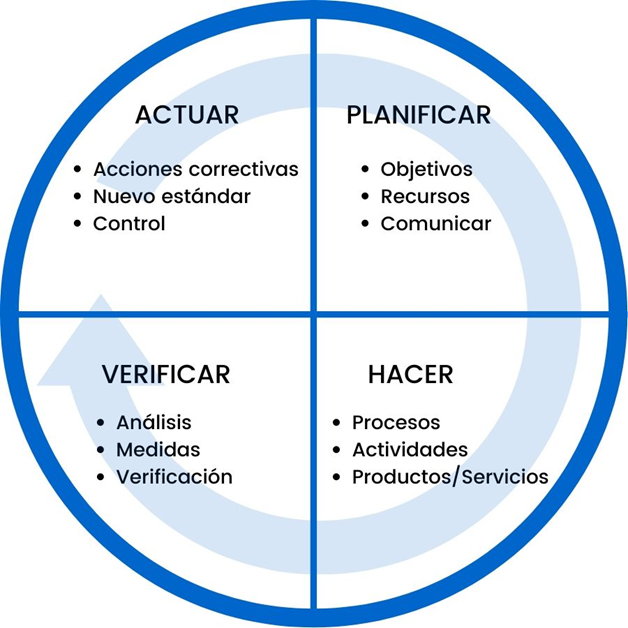 ACTUAR
• Acciones correctivas
• Nuevo estándar
• Control
PLANIFICAR
• Objetivos
• Recursos
• Comunicar
VERIFICAR
• Análisis
• Medidas
• Verificación
HACER
• Procesos
• Actividades
• Productos/Servicios